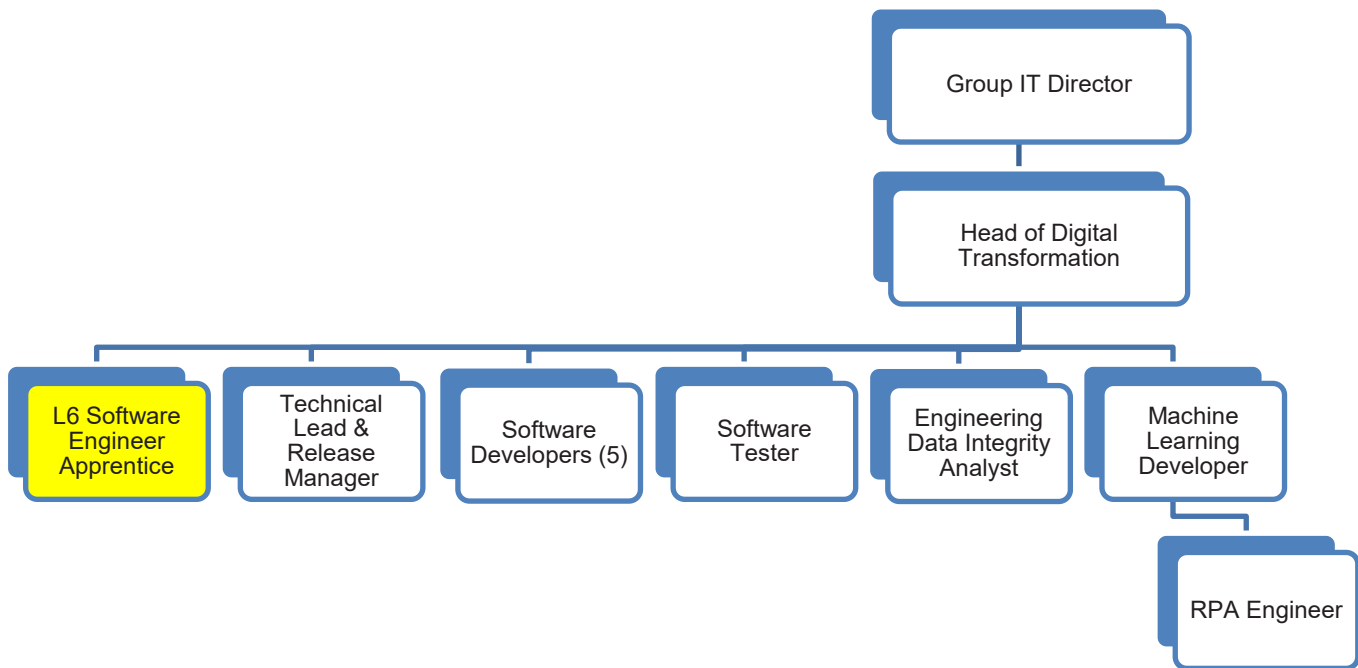 Group IT Director
Head of Digital
Transformation
L6 Software
Engineer
Apprentice
Technical
Lead &
Release
Manager
Software
Developers (5)
Software
Tester
Engineering
Data Integrity
Analyst
Machine
Learning
Developer
RPA Engineer